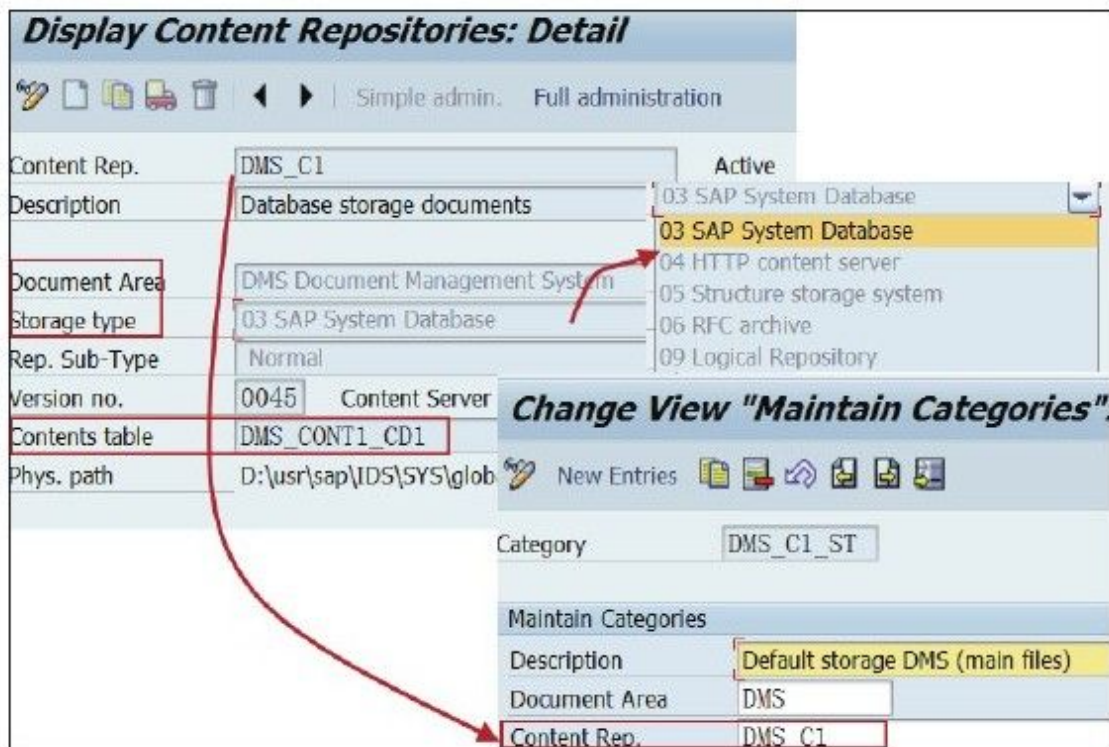 Display Content Repositories: Detail
Simple admin. Full administration
Content Rep. DMS_C1 Active
Description Database storage documents
03 SAP System Database
03 SAP System Database
04 HTTP content server
05 Structure storage system
06 RFC archive
09 Logical Repository
Document Area DMS Document Management System
Storage type 03 SAP System Database
Rep. Sub-Type Normal
Version no. 0045 Content Server
Contents table DMS_CONT1_CD1
Phys. path D:\usr\sap\IDS\SYS\glob
Change View "Maintain Categories":
New Entries
Category DMS_C1_ST
Maintain Categories
Description Default storage DMS (main files)
Document Area DMS
Content Rep. DMS_C1